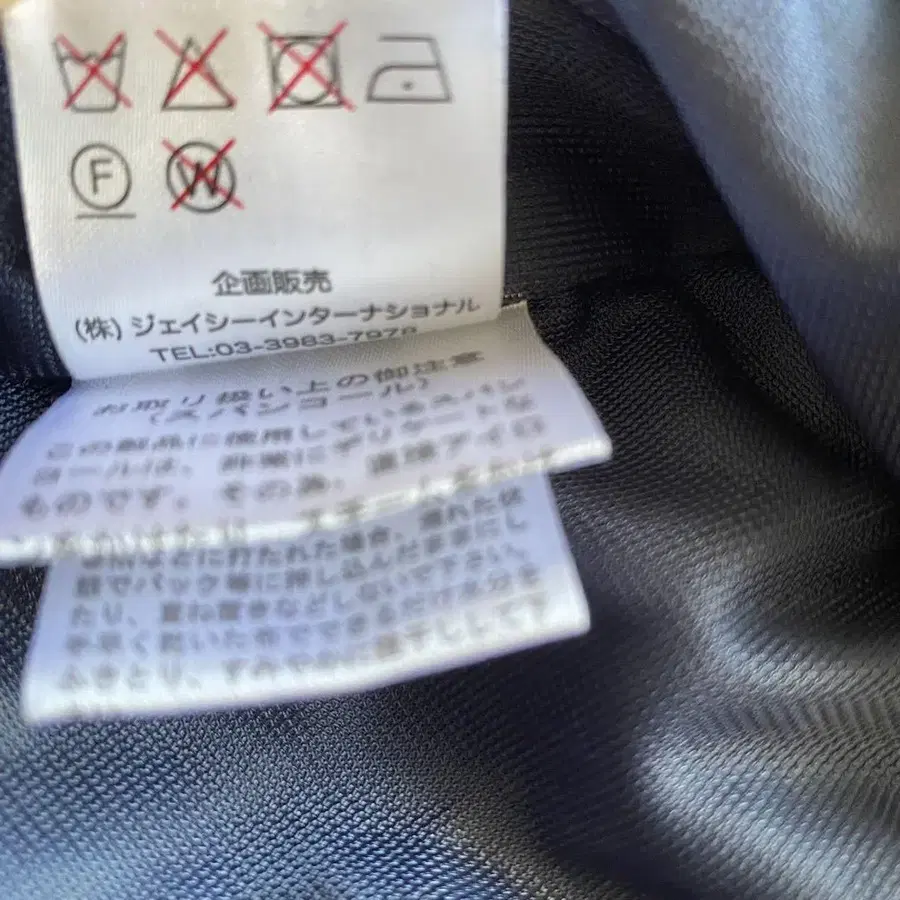 F
W
企画販売
(株) ジェイシーインターナショナル
TEL:03-3983-7978
お取り扱い上の御注意
(スパンコール)
この製品に使用しているスパン
コールは、非常にデリケートな
ものです。その為、直接アイロ
などに打たれた場合、濡れた状
態でバック等に押し込んだままにし
たり、重ね置きなどしないで下さい。
手早く乾いた布でできるだけ水分を
ふきとり、すみやかに陰干しして下